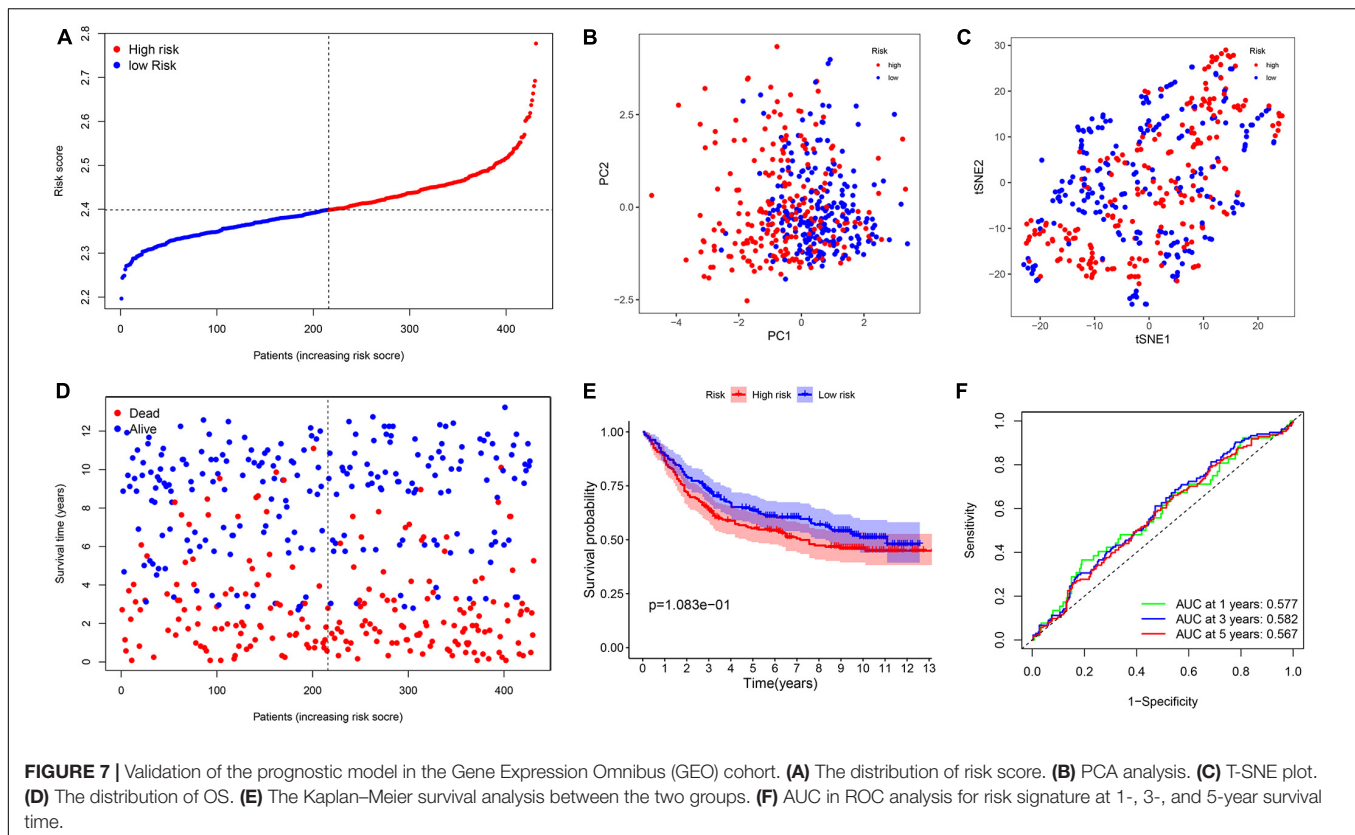 A
High risk
low Risk
2.8
2.7
2.6
2.5
2.4
2.3
2.2
Risk score
0
100
200
300
400
Patients (increasing risk socre)
B
Risk
high
low
2.5
0.0
−2.5
PC2
−4
−2
0
2
PC1
C
Risk
high
low
30
20
10
0
−10
−20
tSNE2
−20
−10
0
10
20
tSNE1
D
Dead
Alive
12
10
8
6
4
2
0
Survival time (years)
0
100
200
300
400
Patients (increasing risk socre)
E
Risk High risk Low risk
1.00
0.75
0.50
0.25
0.00
Survival probability
p=1.083e−01
0 1 2 3 4 5 6 7 8 9 10 11 12 13
Time(years)
F
1.0
0.8
0.6
0.4
0.2
0.0
Sensitivity
AUC at 1 years: 0.577
AUC at 3 years: 0.582
AUC at 5 years: 0.567
0.0 0.2 0.4 0.6 0.8 1.0
1−Specificity
FIGURE 7 | Validation of the prognostic model in the Gene Expression Omnibus (GEO) cohort. (A) The distribution of risk score. (B) PCA analysis. (C) T-SNE plot.
(D) The distribution of OS. (E) The Kaplan–Meier survival analysis between the two groups. (F) AUC in ROC analysis for risk signature at 1-, 3-, and 5-year survival
time.